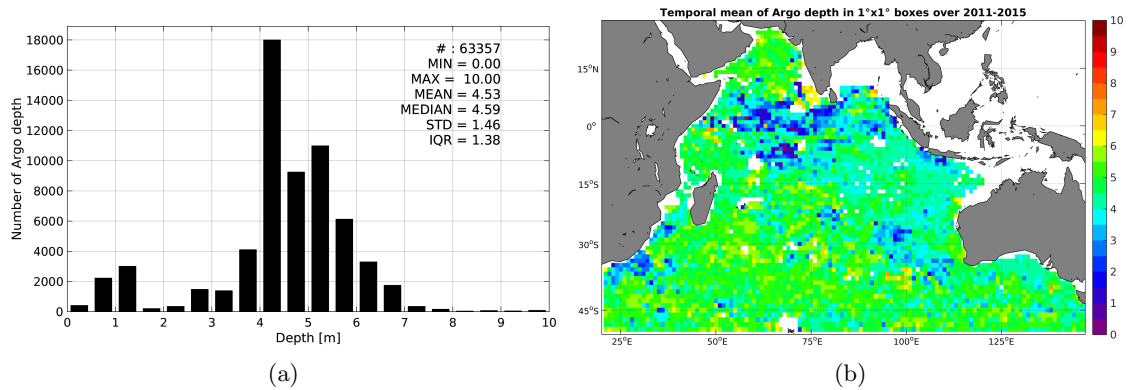 18000
16000
14000
12000
10000
8000
6000
4000
2000
0
Number of Argo depth
# : 63357
MIN = 0.00
MAX = 10.00
MEAN = 4.53
MEDIAN = 4.59
STD = 1.46
IQR = 1.38
0 1 2 3 4 5 6 7 8 9 10
Depth [m]
(a)
Temporal mean of Argo depth in 1°x1° boxes over 2011-2015
15°N
0°
15°S
30°S
45°S
25°E 50°E 75°E 100°E 125°E
10
9
8
7
6
5
4
3
2
1
0
(b)